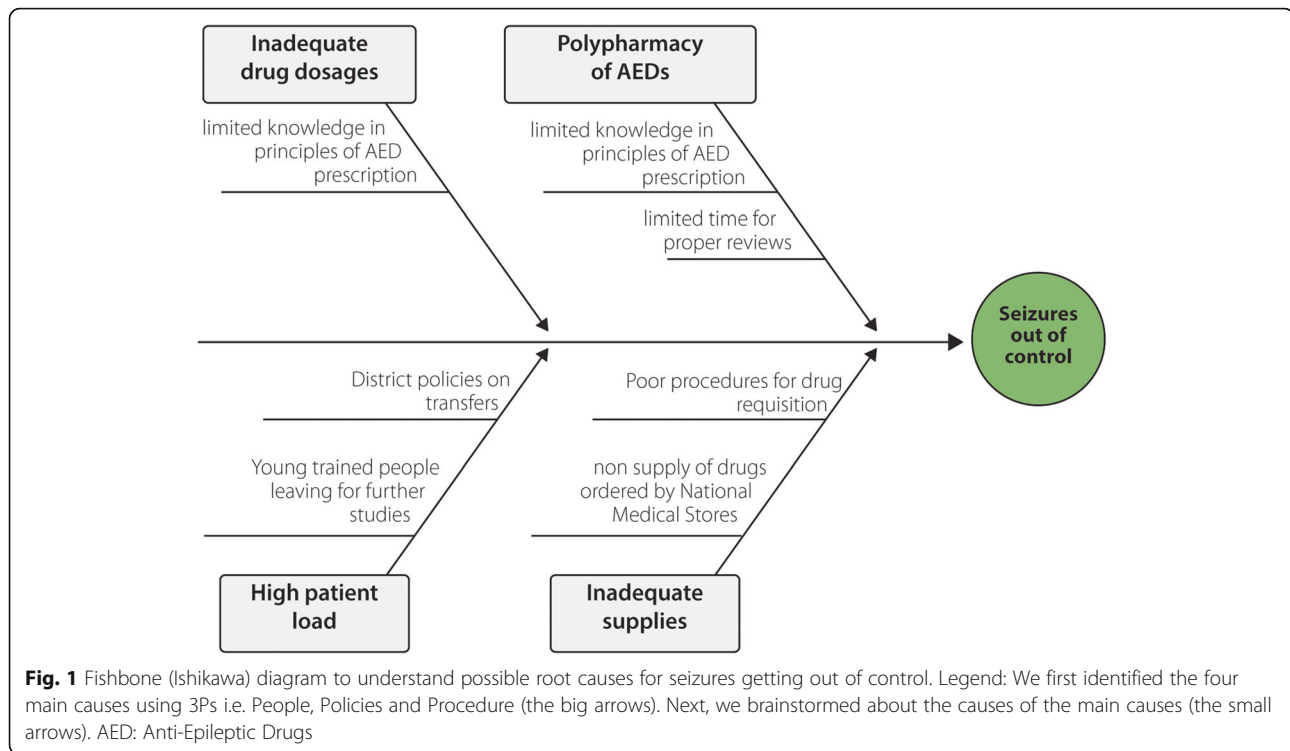 Inadequate
drug dosages
Polypharmacy
of AEDs
limited knowledge in
principles of AED
prescription
limited knowledge in
principles of AED
prescription
limited time for
proper reviews
Seizures
out of
control
District policies on
transfers
Poor procedures for drug
requisition
Young trained people
leaving for further
studies
non supply of drugs
ordered by National
Medical Stores
High patient
load
Inadequate
supplies
Fig. 1 Fishbone (Ishikawa) diagram to understand possible root causes for seizures getting out of control. Legend: We first identified the four
main causes using 3Ps i.e. People, Policies and Procedure (the big arrows). Next, we brainstormed about the causes of the main causes (the small
arrows). AED: Anti-Epileptic Drugs